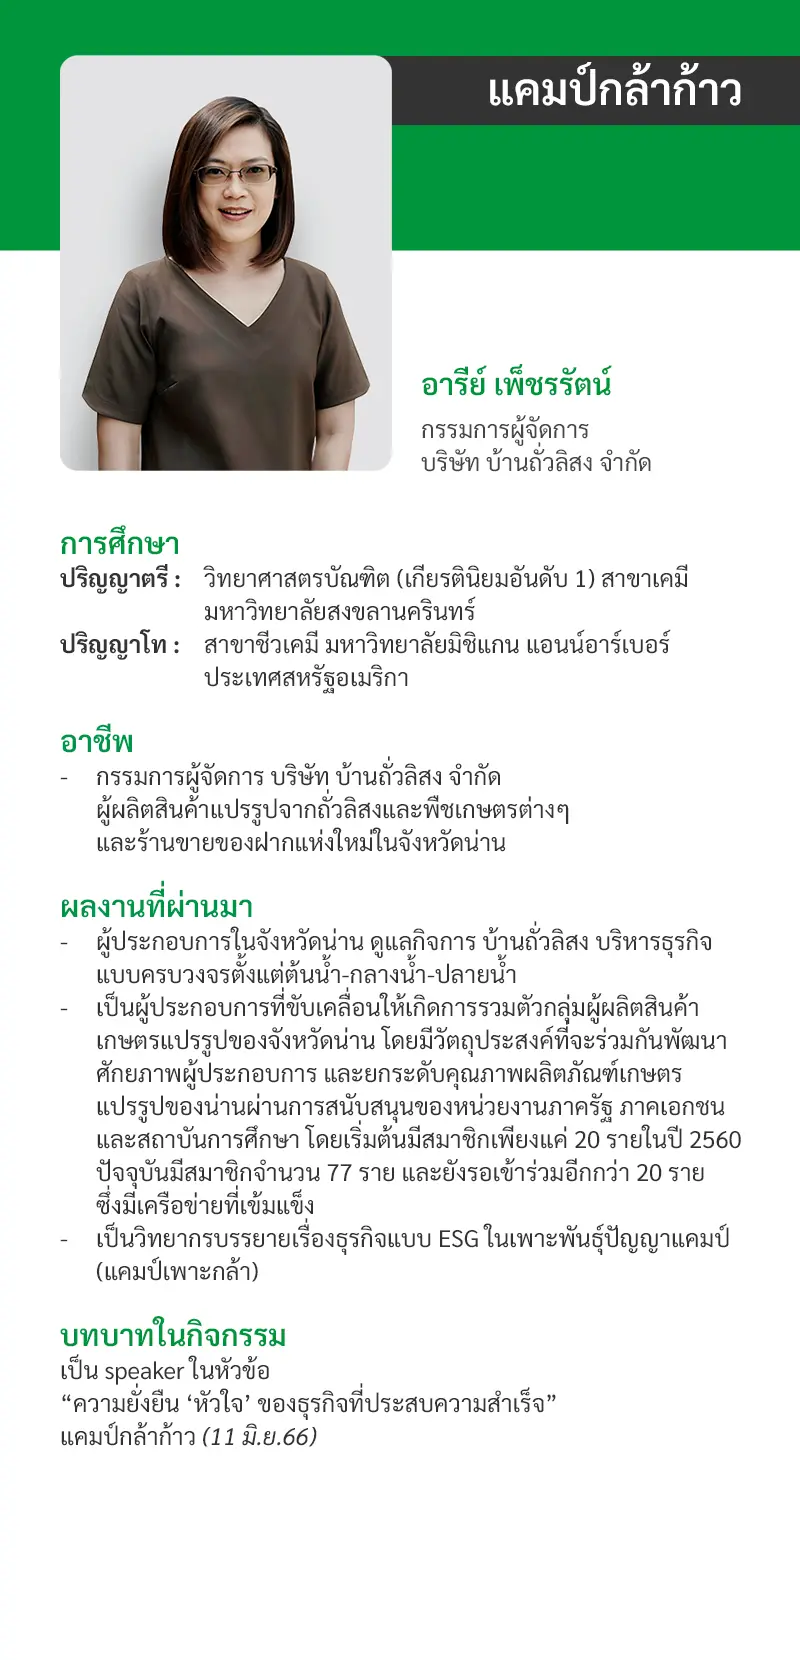 แคมป์กล้าก้าว
อารีย์ เพ็ชรรัตน์
กรรมการผู้จัดการ
บริษัท บ้านถั่วลิสง จำกัด
การศึกษา
ปริญญาตรี : วิทยาศาสตรบัณฑิต (เกียรตินิยมอันดับ 1) สาขาเคมี
มหาวิทยาลัยสงขลานครินทร์
ปริญญาโท : สาขาชีวเคมี มหาวิทยาลัยมิชิแกน แอนน์อาร์เบอร์
ประเทศสหรัฐอเมริกา
อาชีพ
- กรรมการผู้จัดการ บริษัท บ้านถั่วลิสง จำกัด
ผู้ผลิตสินค้าแปรรูปจากถั่วลิสงและพืชเกษตรต่างๆ
และร้านขายของฝากแห่งใหม่ในจังหวัดน่าน
ผลงานที่ผ่านมา
- ผู้ประกอบการในจังหวัดน่าน ดูแลกิจการ บ้านถั่วลิสง บริหารธุรกิจ
แบบครบวงจรตั้งแต่ต้นน้ำ-กลางน้ำ-ปลายน้ำ
- เป็นผู้ประกอบการที่ขับเคลื่อนให้เกิดการรวมตัวกลุ่มผู้ผลิตสินค้า
เกษตรแปรรูปของจังหวัดน่าน โดยมีวัตถุประสงค์ที่จะร่วมกันพัฒนา
ศักยภาพผู้ประกอบการ และยกระดับคุณภาพผลิตภัณฑ์เกษตร
แปรรูปของน่านผ่านการสนับสนุนของหน่วยงานภาครัฐ ภาคเอกชน
และสถาบันการศึกษา โดยเริ่มต้นมีสมาชิกเพียงแค่ 20 รายในปี 2560
ปัจจุบันมีสมาชิกจำนวน 77 ราย และยังรอเข้าร่วมอีกกว่า 20 ราย
ซึ่งมีเครือข่ายที่เข้มแข็ง
- เป็นวิทยากรบรรยายเรื่องธุรกิจแบบ ESG ในเพาะพันธุ์ปัญญาแคมป์
(แคมป์เพาะกล้า)
บทบาทในกิจกรรม
เป็น speaker ในหัวข้อ
“ความยั่งยืน ‘หัวใจ’ ของธุรกิจที่ประสบความสำเร็จ”
แคมป์กล้าก้าว (11 มิ.ย.66)